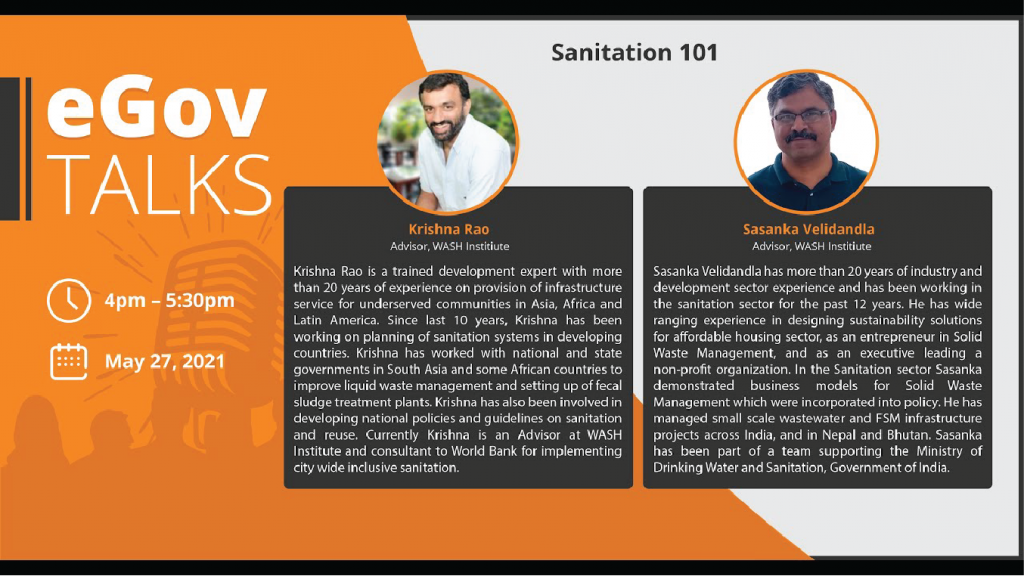 Sanitation 101
eGov
TALKS
4pm – 5:30pm
May 27, 2021
Krishna Rao
Advisor, WASH Institiute
Krishna Rao is a trained development expert with more
than 20 years of experience on provision of infrastructure
service for underserved communities in Asia, Africa and
Latin America. Since last 10 years, Krishna has been
working on planning of sanitation systems in developing
countries. Krishna has worked with national and state
governments in South Asia and some African countries to
improve liquid waste management and setting up of fecal
sludge treatment plants. Krishna has also been involved in
developing national policies and guidelines on sanitation
and reuse. Currently Krishna is an Advisor at WASH
Institute and consultant to World Bank for implementing
city wide inclusive sanitation.
Sasanka Velidandla
Advisor, WASH Institiute
Sasanka Velidandla has more than 20 years of industry and
development sector experience and has been working in
the sanitation sector for the past 12 years. He has wide
ranging experience in designing sustainability solutions
for affordable housing sector, as an entrepreneur in Solid
Waste Management, and as an executive leading a
non-profit organization. In the Sanitation sector Sasanka
demonstrated business models for Solid Waste
Management which were incorporated into policy. He has
managed small scale wastewater and FSM infrastructure
projects across India, and in Nepal and Bhutan. Sasanka
has been part of a team supporting the Ministry of
Drinking Water and Sanitation, Government of India.